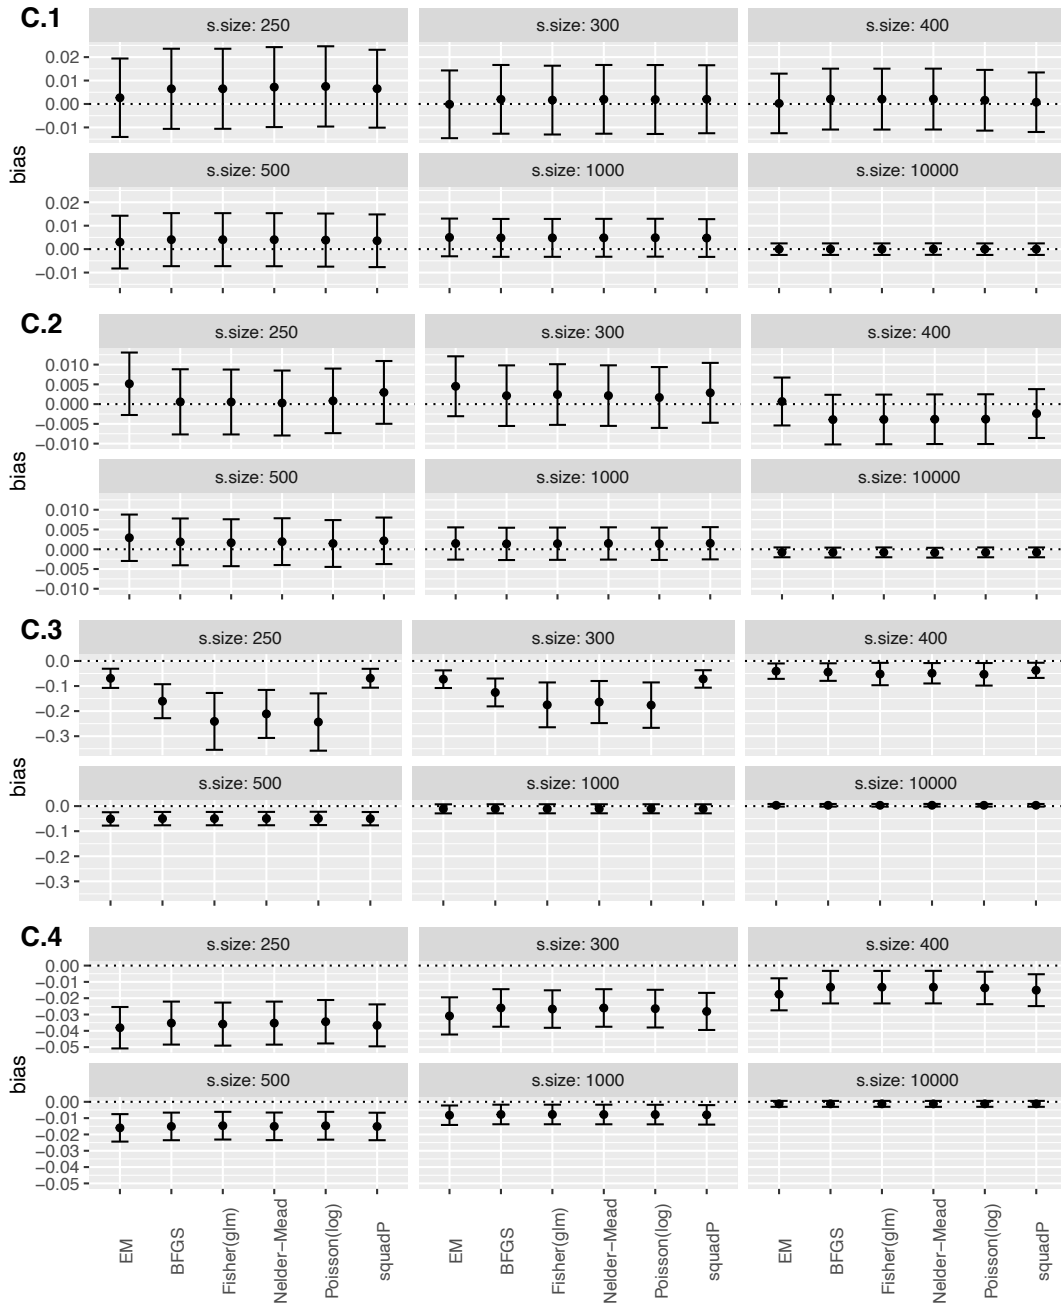 C.1
s.size: 250 s.size: 300 s.size: 400
0.02
0.01
0.00
−0.01
bias
s.size: 500 s.size: 1000 s.size: 10000
0.02
0.01
0.00
−0.01
C.2
s.size: 250 s.size: 300 s.size: 400
0.010
0.005
0.000
−0.005
−0.010
bias
s.size: 500 s.size: 1000 s.size: 10000
0.010
0.005
0.000
−0.005
−0.010
C.3
s.size: 250 s.size: 300 s.size: 400
0.0
−0.1
−0.2
−0.3
bias
s.size: 500 s.size: 1000 s.size: 10000
0.0
−0.1
−0.2
−0.3
C.4
s.size: 250 s.size: 300 s.size: 400
0.00
−0.01
−0.02
−0.03
−0.04
−0.05
bias
s.size: 500 s.size: 1000 s.size: 10000
0.00
−0.01
−0.02
−0.03
−0.04
−0.05
EM
BFGS
Fisher(glm)
Nelder−Mead
Poisson(log)
squadP
EM
BFGS
Fisher(glm)
Nelder−Mead
Poisson(log)
squadP
EM
BFGS
Fisher(glm)
Nelder−Mead
Poisson(log)
squadP